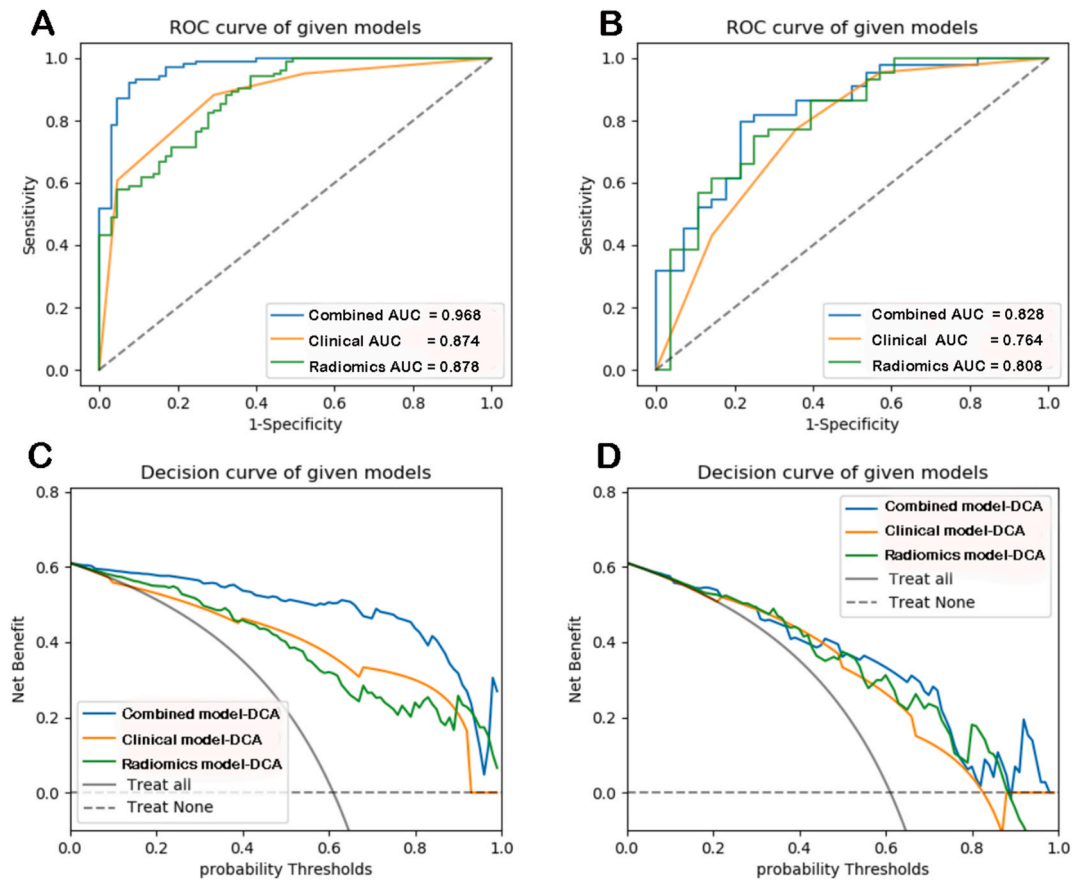 A
ROC curve of given models
1.0
0.8
0.6
0.4
0.2
0.0
Sensitivity
Combined AUC = 0.968
Clinical AUC = 0.874
Radiomics AUC = 0.878
0.0 0.2 0.4 0.6 0.8 1.0
1-Specificity
B
ROC curve of given models
1.0
0.8
0.6
0.4
0.2
0.0
Sensitivity
Combined AUC = 0.828
Clinical AUC = 0.764
Radiomics AUC = 0.808
0.0 0.2 0.4 0.6 0.8 1.0
1-Specificity
C
Decision curve of given models
0.8
0.6
0.4
0.2
0.0
Net Benefit
Combined model-DCA
Clinical model-DCA
Radiomics model-DCA
Treat all
Treat None
0.0 0.2 0.4 0.6 0.8 1.0
probability Thresholds
D
Decision curve of given models
0.8
0.6
0.4
0.2
0.0
Net Benefit
Combined model-DCA
Clinical model-DCA
Radiomics model-DCA
Treat all
Treat None
0.0 0.2 0.4 0.6 0.8 1.0
probability Thresholds